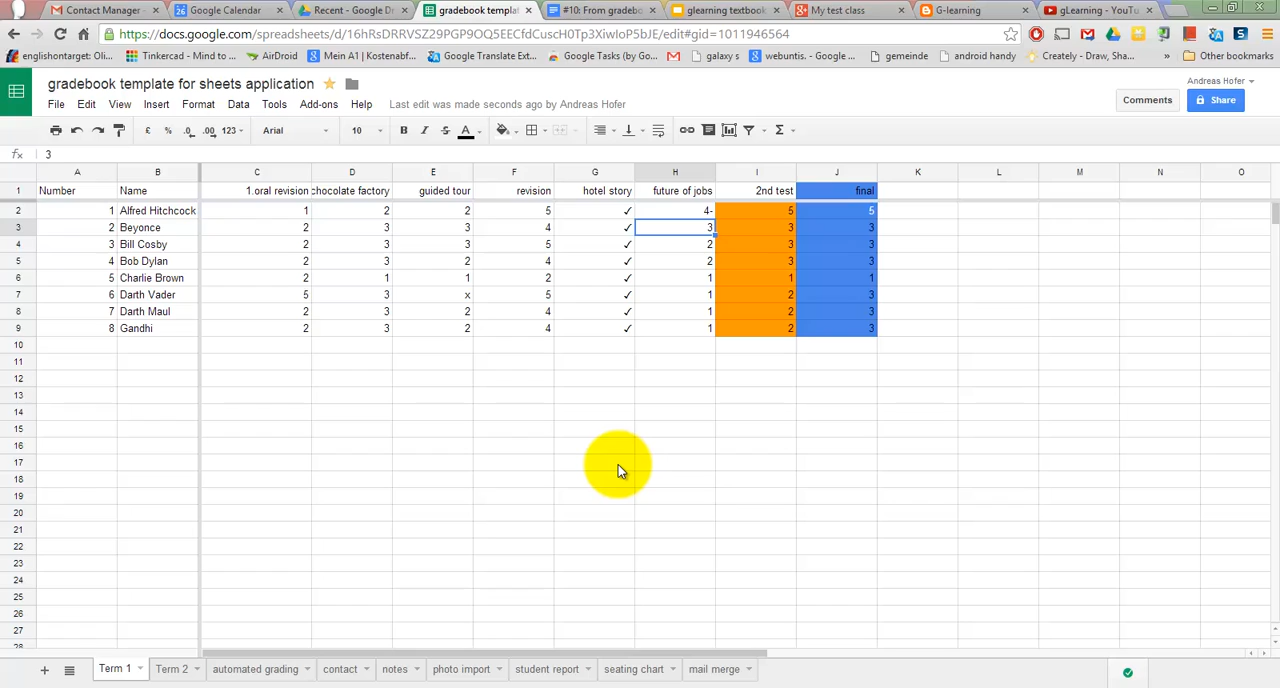 Contact Manager - Google Calendar Recent - Google D gradebook templat #10: From gradebo glearning textbook My test class G-learning gLearning - YouTu
https://docs.google.com/spreadsheets/d/
englishontarget: Oli Tinkercad - Mind to AirDroid Mein A1 | Kostenabf Google Translate Ext Google Tasks (by Go... galaxy s webuntis. - Google ... gemeinde android handy Creately - Draw, Sha... » Other bookmarks
gradebook template for sheets application
Andreas Hofer
File Edit View Insert Format Data Tools Add-ons Help Last edit was made seconds ago by Andreas Hofer
Comments Share
£ % .0 .00 123 Arial 10 B I S A Σ
fx 3
A B C D E F G H I J K L M N O
1 Number Name 1.oral revision chocolate factory guided tour revision hotel story future of jobs 2nd test final
2 1 Alfred Hitchcock 1 2 2 5 ✓ 4- 5 5
3 2 Beyonce 2 3 3 4 ✓ 3 3 3
4 3 Bill Cosby 2 3 3 5 ✓ 2 3 3
5 4 Bob Dylan 2 3 2 4 ✓ 2 3 3
6 5 Charlie Brown 2 1 1 2 ✓ 1 1 1
7 6 Darth Vader 5 3 x 5 ✓ 1 2 3
8 7 Darth Maul 2 3 2 4 ✓ 1 2 3
9 8 Gandhi 2 3 2 4 ✓ 1 2 3
10
11
12
13
14
15
16
17
18
19
20
21
22
23
24
25
26
27
28
+ Term 1 Term 2 automated grading contact notes photo import student report seating chart mail merge